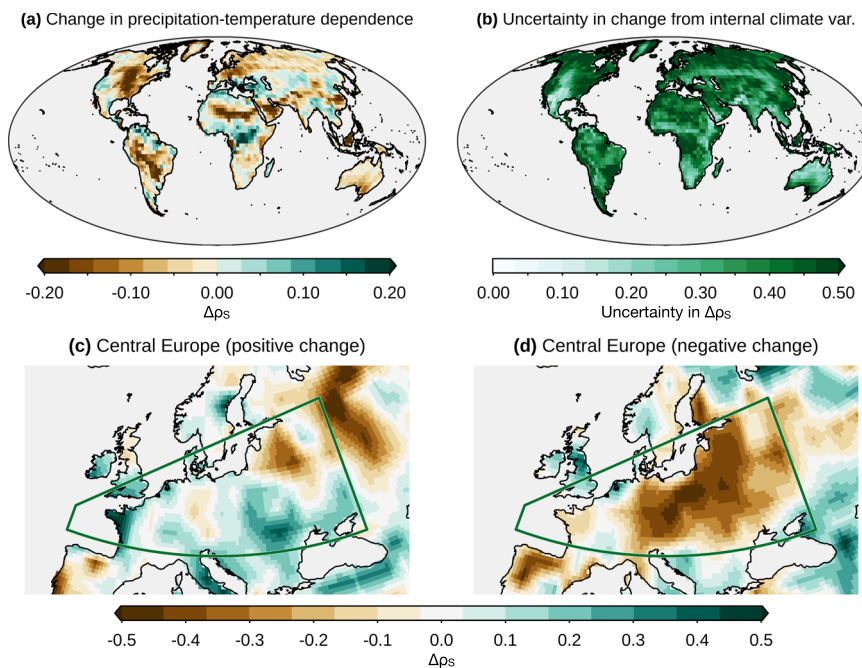 (a) Change in precipitation-temperature dependence
(b) Uncertainty in change from internal climate var.
-0.20 -0.10 0.00 0.10 0.20
ΔρS
0.00 0.10 0.20 0.30 0.40 0.50
Uncertainty in ΔρS
(c) Central Europe (positive change)
(d) Central Europe (negative change)
-0.5 -0.4 -0.3 -0.2 -0.1 0.0 0.1 0.2 0.3 0.4 0.5
ΔρS